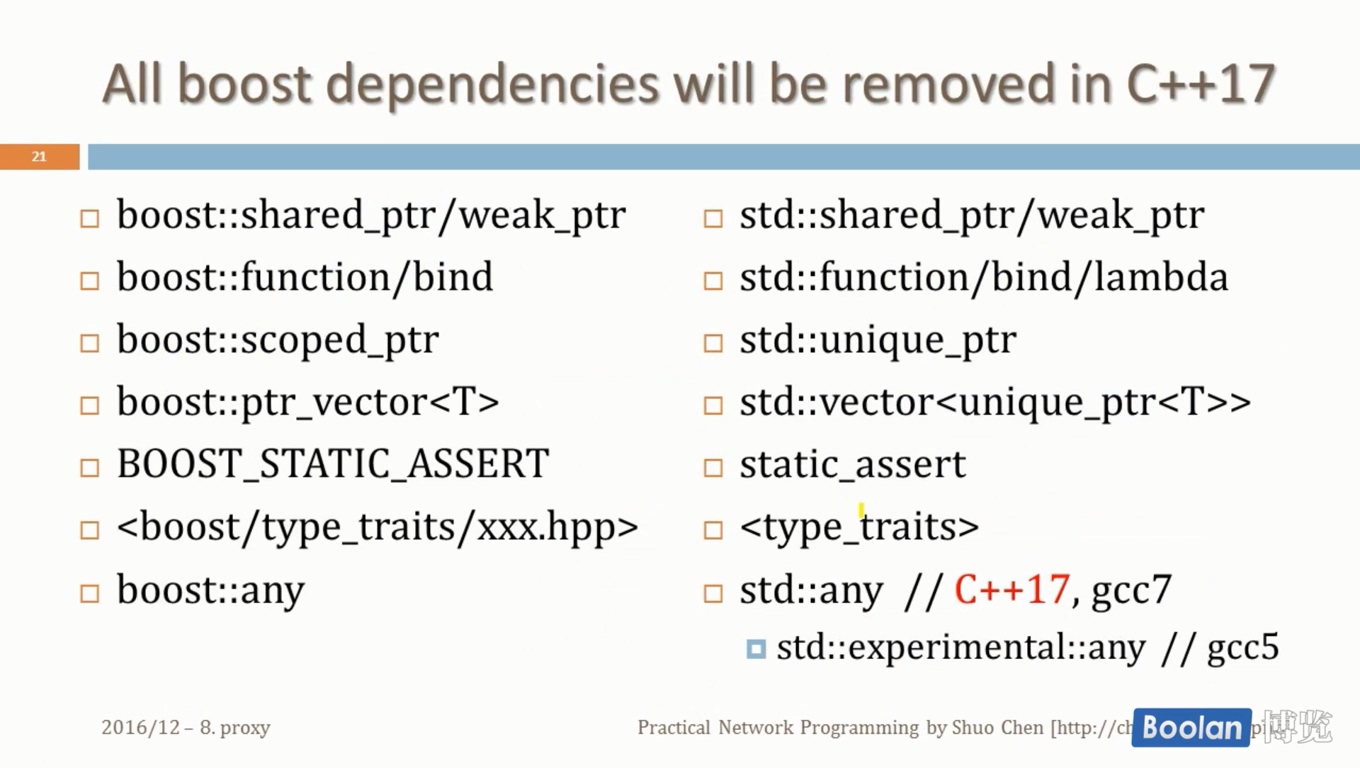 All boost dependencies will be removed in C++17
21
boost::shared_ptr/weak_ptr
boost::function/bind
boost::scoped_ptr
boost::ptr_vector<T>
BOOST_STATIC_ASSERT
<boost/type_traits/xxx.hpp>
boost::any
std::shared_ptr/weak_ptr
std::function/bind/lambda
std::unique_ptr
std::vector<unique_ptr<T>>
static_assert
<type_traits>
std::any // C++17, gcc7
std::experimental::any // gcc5
2016/12 – 8. proxy
Practical Network Programming by Shuo Chen [http://ch
Boolan 博览